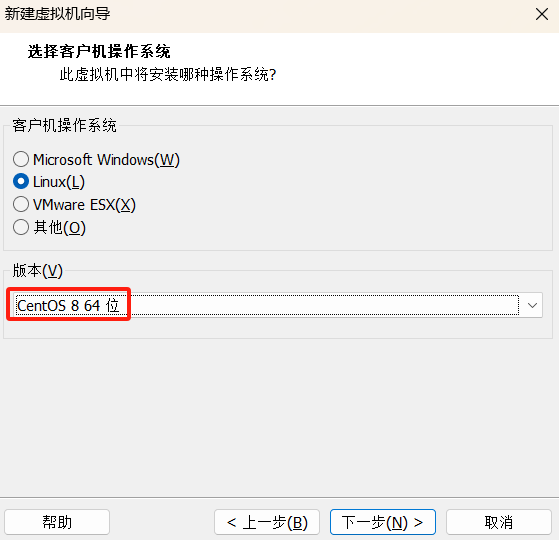 新建虚拟机向导
选择客户机操作系统
此虚拟机中将安装哪种操作系统?
客户机操作系统
Microsoft Windows(W)
Linux(L)
VMware ESX(X)
其他(O)
版本(V)
CentOS 8 64 位
帮助
< 上一步(B)
下一步(N) >
取消